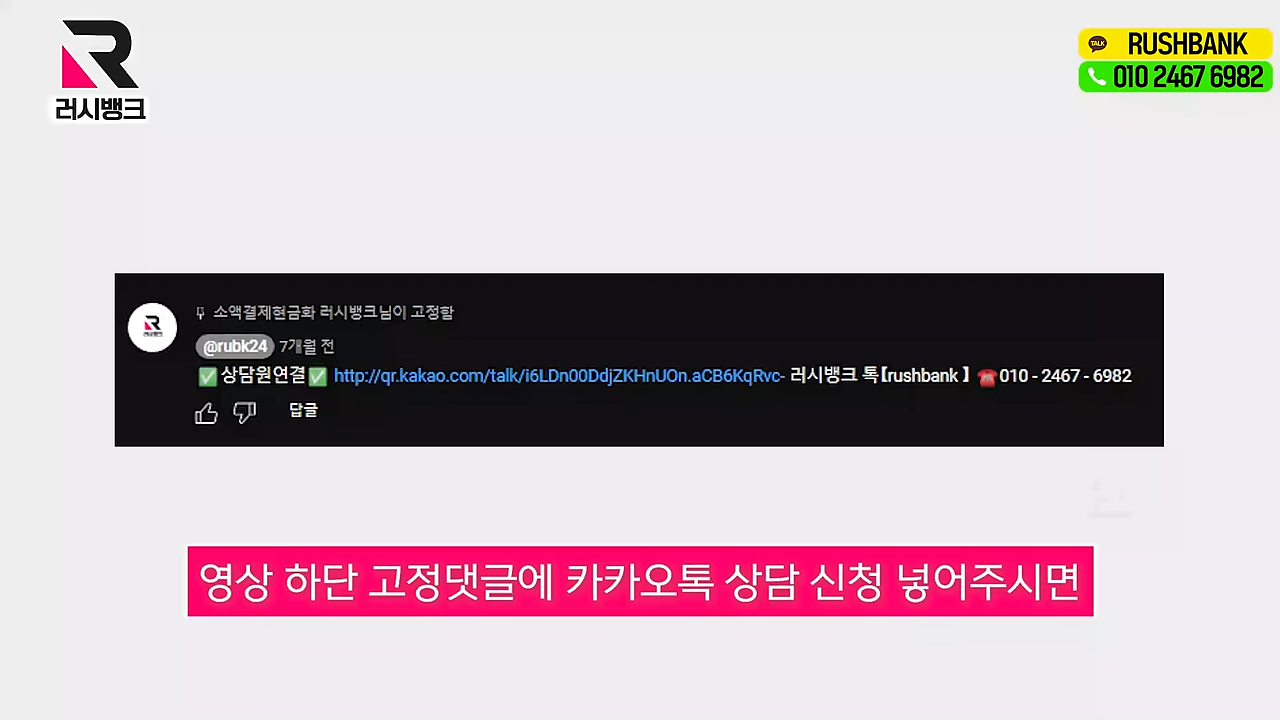 러시뱅크
TALK RUSHBANK
010 2467 6982
소액결제현금화 러시뱅크님이 고정함
@rubk24 7개월 전
✅상담원연결✅ http://qr.kakao.com/talk/i6LDn00DdjZKHnUOn.aCB6KqRvc- 러시뱅크 톡【rushbank 】 ☎️010 - 2467 - 6982
답글
영상 하단 고정댓글에 카카오톡 상담 신청 넣어주시면